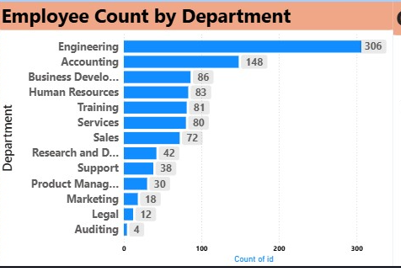 Employee Count by Department
Engineering 306
Accounting 148
Business Develo... 86
Human Resources 83
Training 81
Services 80
Sales 72
Research and D... 42
Support 38
Product Manag... 30
Marketing 18
Legal 12
Auditing 4
Department
0 100 200 300
Count of id